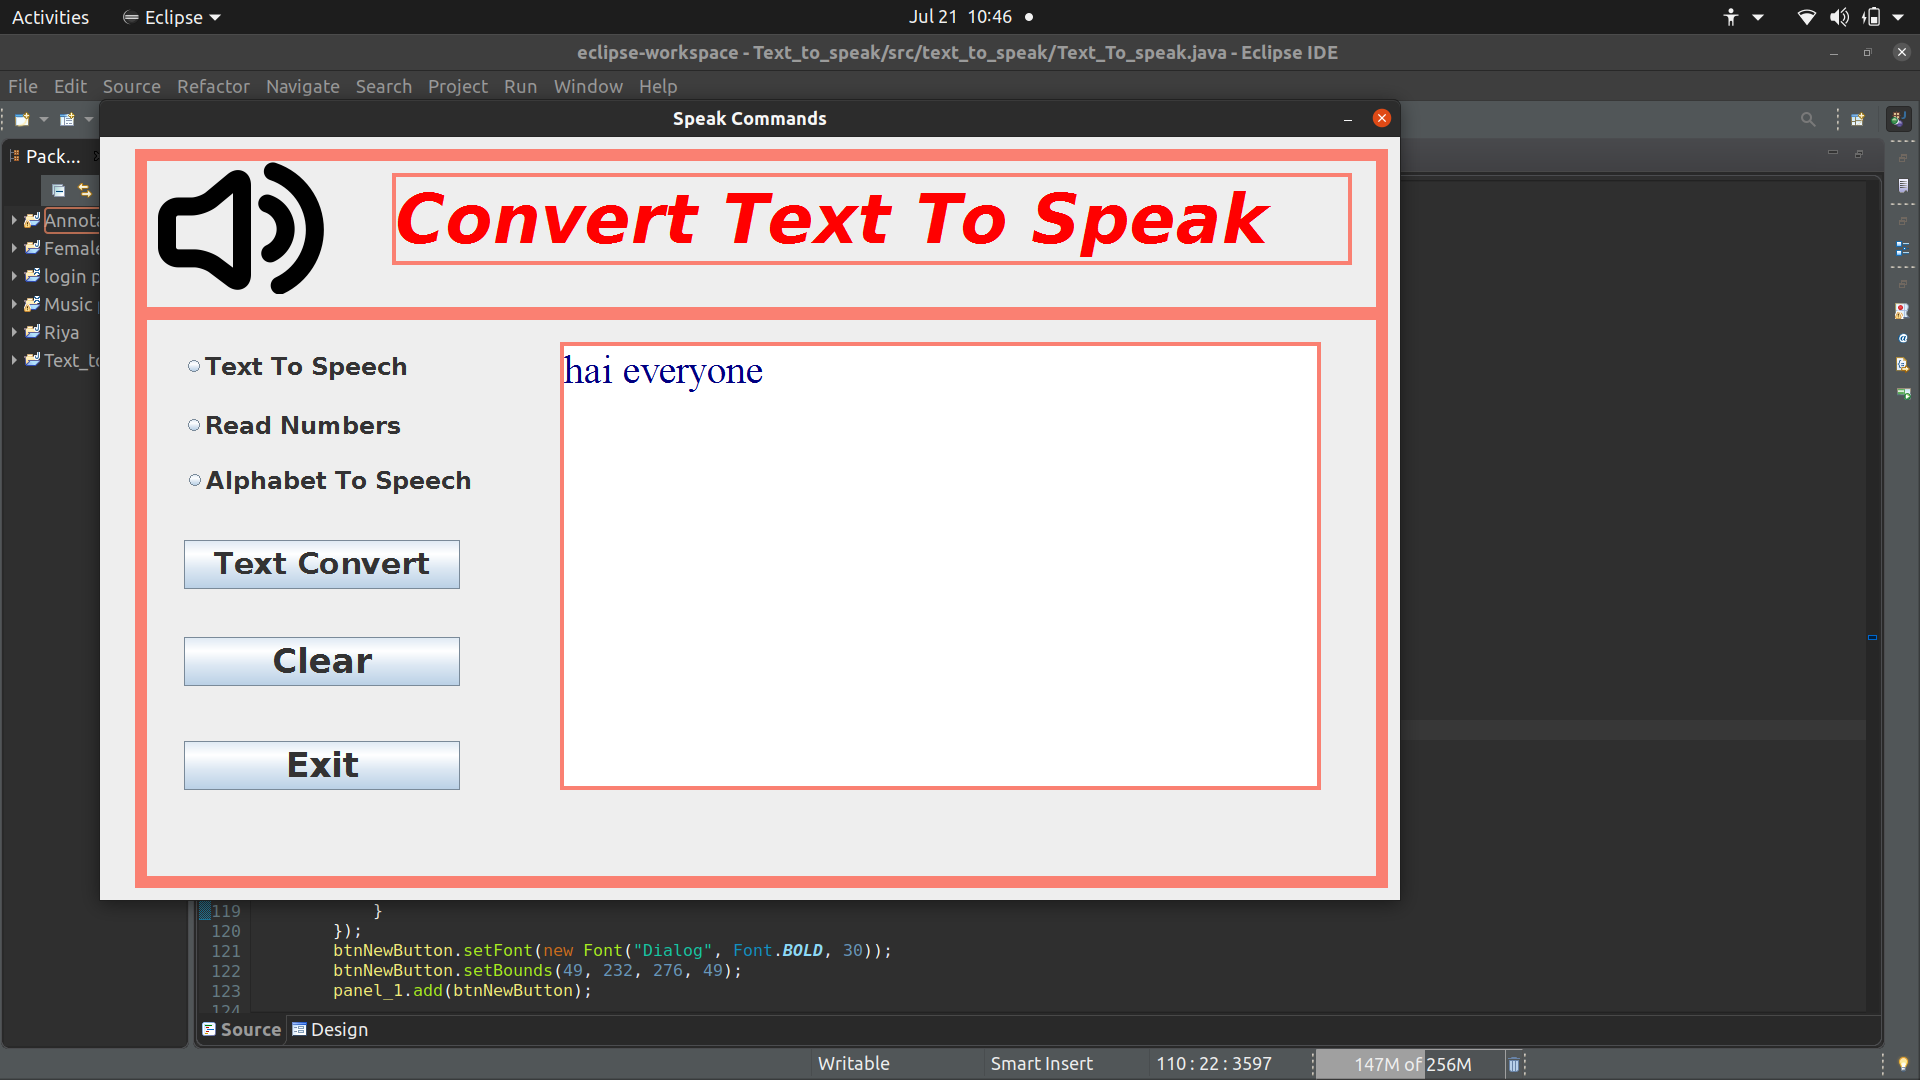 Activities
Eclipse
Jul 21 10:46
eclipse-workspace - Text_to_speak/src/text_to_speak/Text_To_speak.java - Eclipse IDE
File Edit Source Refactor Navigate Search Project Run Window Help
Speak Commands
Pack...
Convert Text To Speak
Annota
Female
login p
Music
Riya
Text_to
Text To Speech
Read Numbers
Alphabet To Speech
hai everyone
Text Convert
Clear
Exit
119 }
120 });
121 btnNewButton.setFont(new Font("Dialog", Font.BOLD, 30));
122 btnNewButton.setBounds(49, 232, 276, 49);
123 panel_1.add(btnNewButton);
124
Source Design
Writable Smart Insert 110 : 22 : 3597 147M of 256M